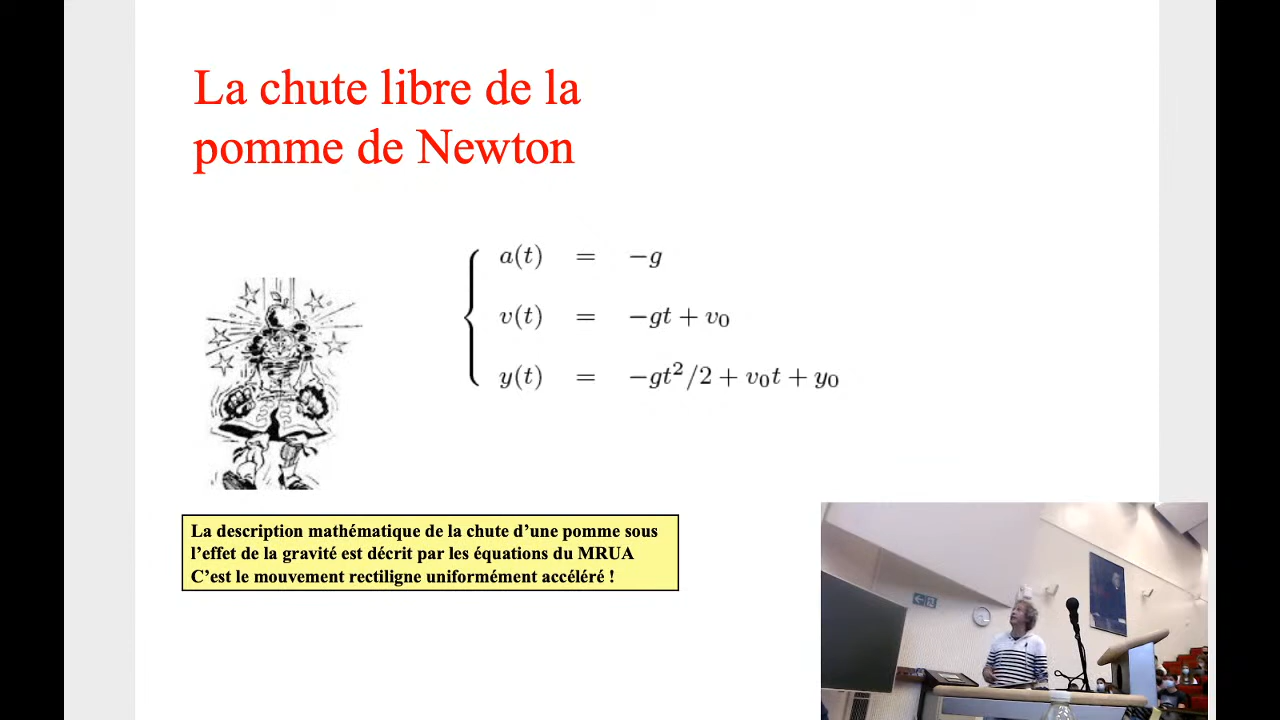 La chute libre de la
pomme de Newton
a(t) = −g
v(t) = −gt + v₀
y(t) = −gt²/2 + v₀t + y₀
La description mathématique de la chute d’une pomme sous
l’effet de la gravité est décrit par les équations du MRUA
C’est le mouvement rectiligne uniformément accéléré !